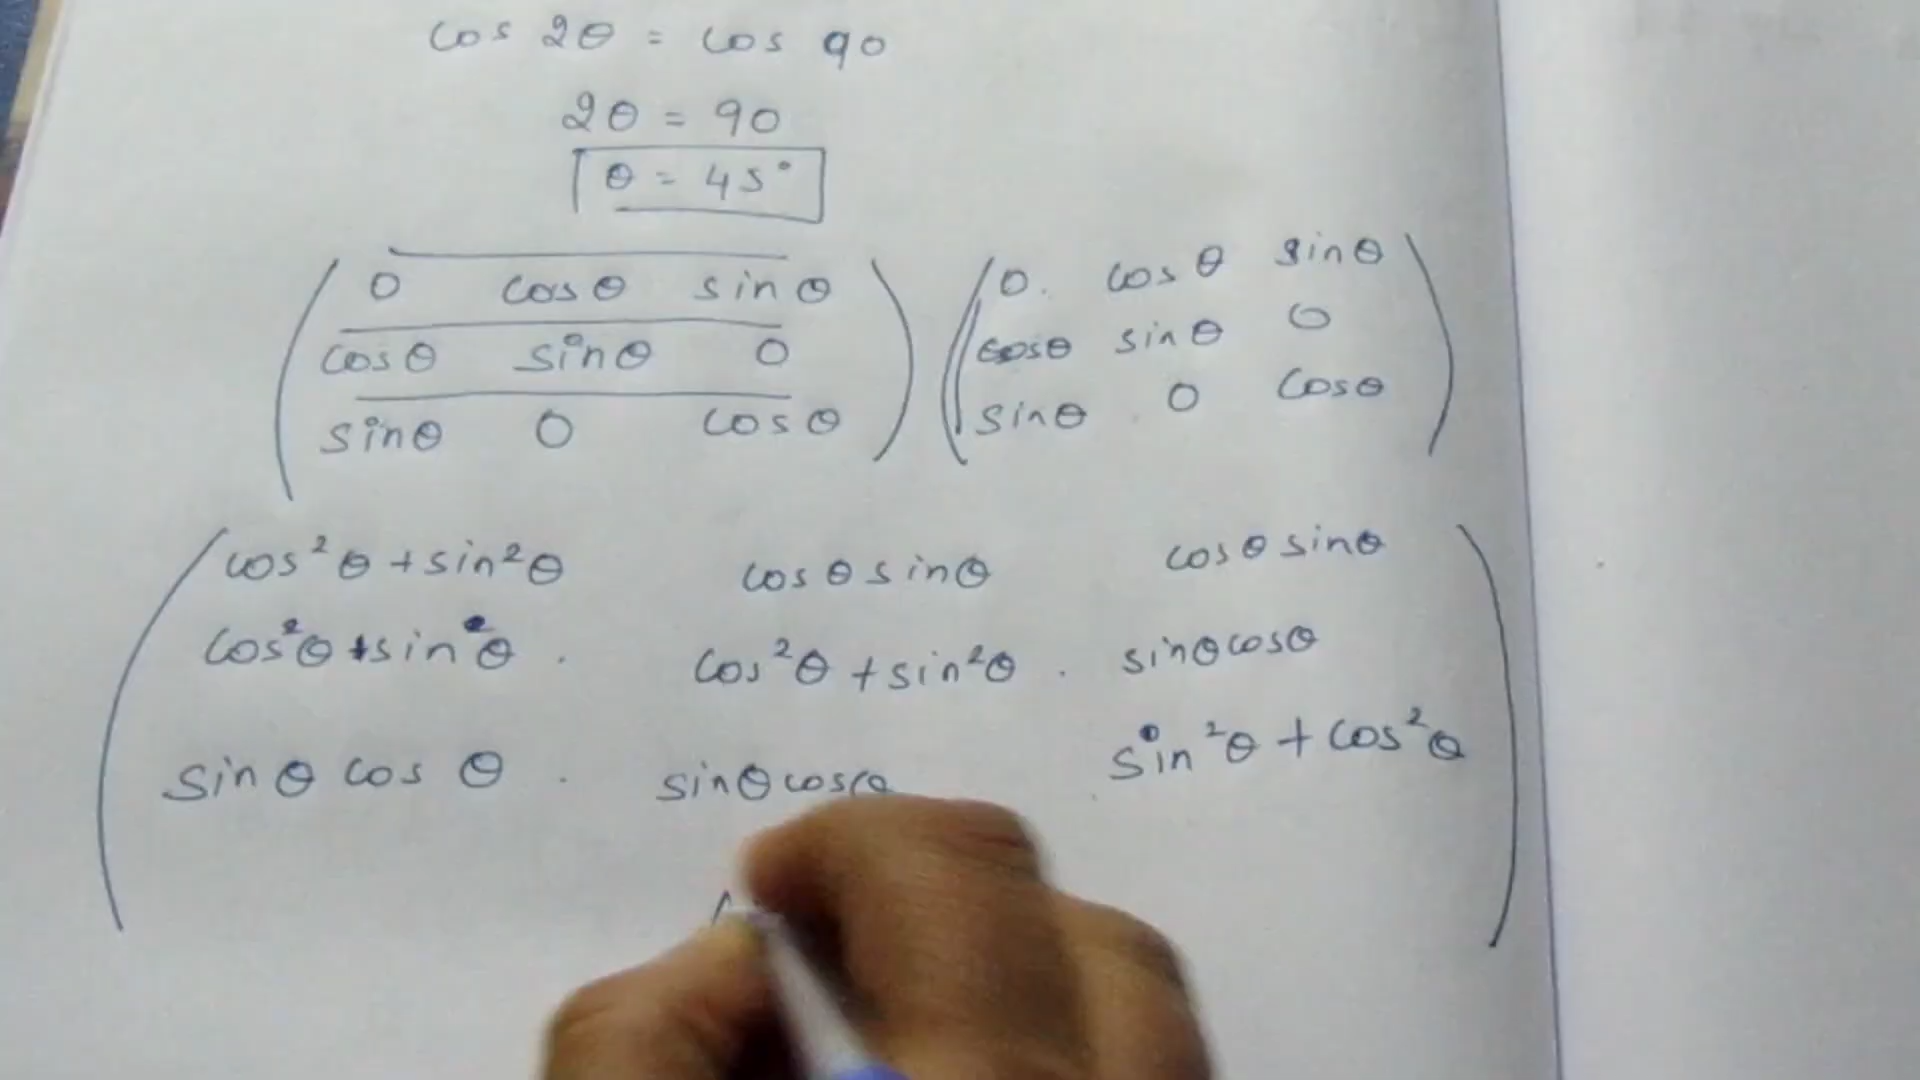 cos 2θ = cos 90
2θ = 90
θ = 45°
0 cosθ sinθ 0. cosθ sinθ
cosθ sinθ 0 cosθ sinθ 0
sinθ 0 cosθ sinθ . 0 cosθ
cos²θ + sin²θ cosθ sinθ cosθ sinθ
cos²θ + sin²θ . cos²θ + sin²θ . sinθ cosθ
sinθ cos θ . sinθ cosθ sin²θ + cos²θ